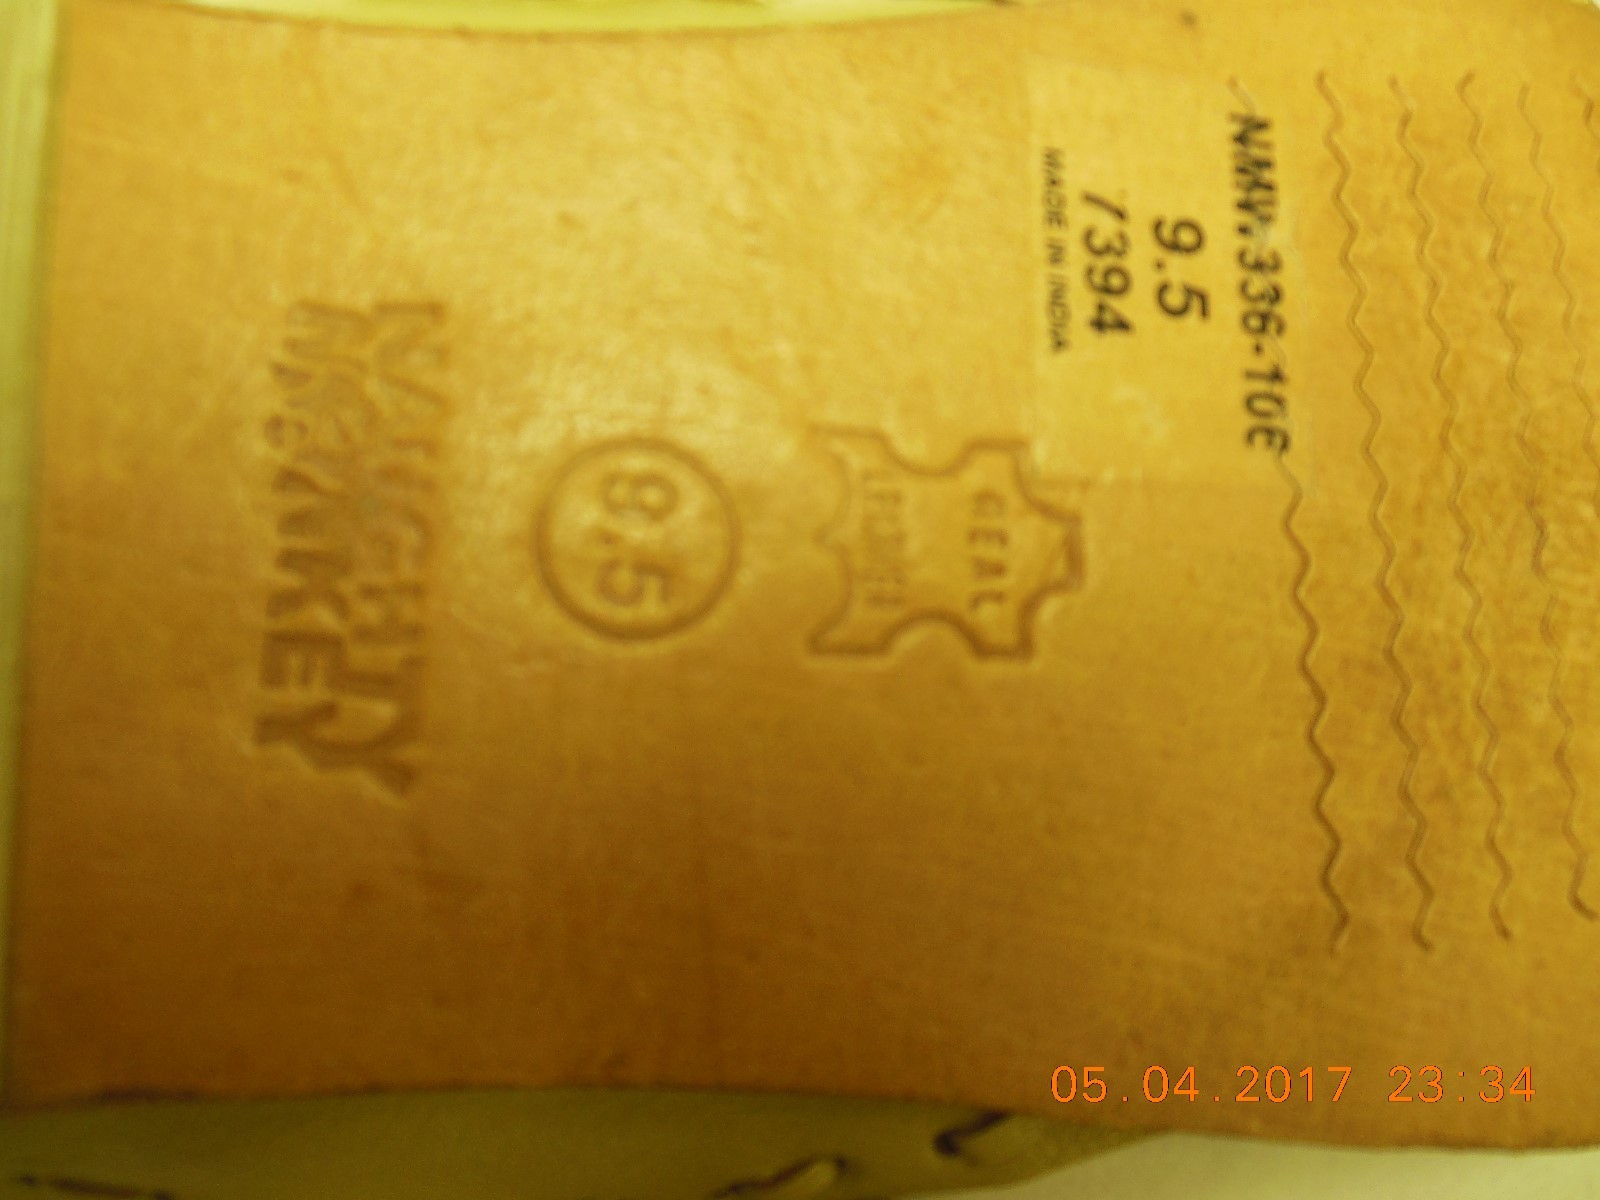 NMW.336-106
9.5
7394
MADE IN INDIA
REAL
LEATHER
9.5
NAUGHTY
MONKEY
05.04.2017 23:34